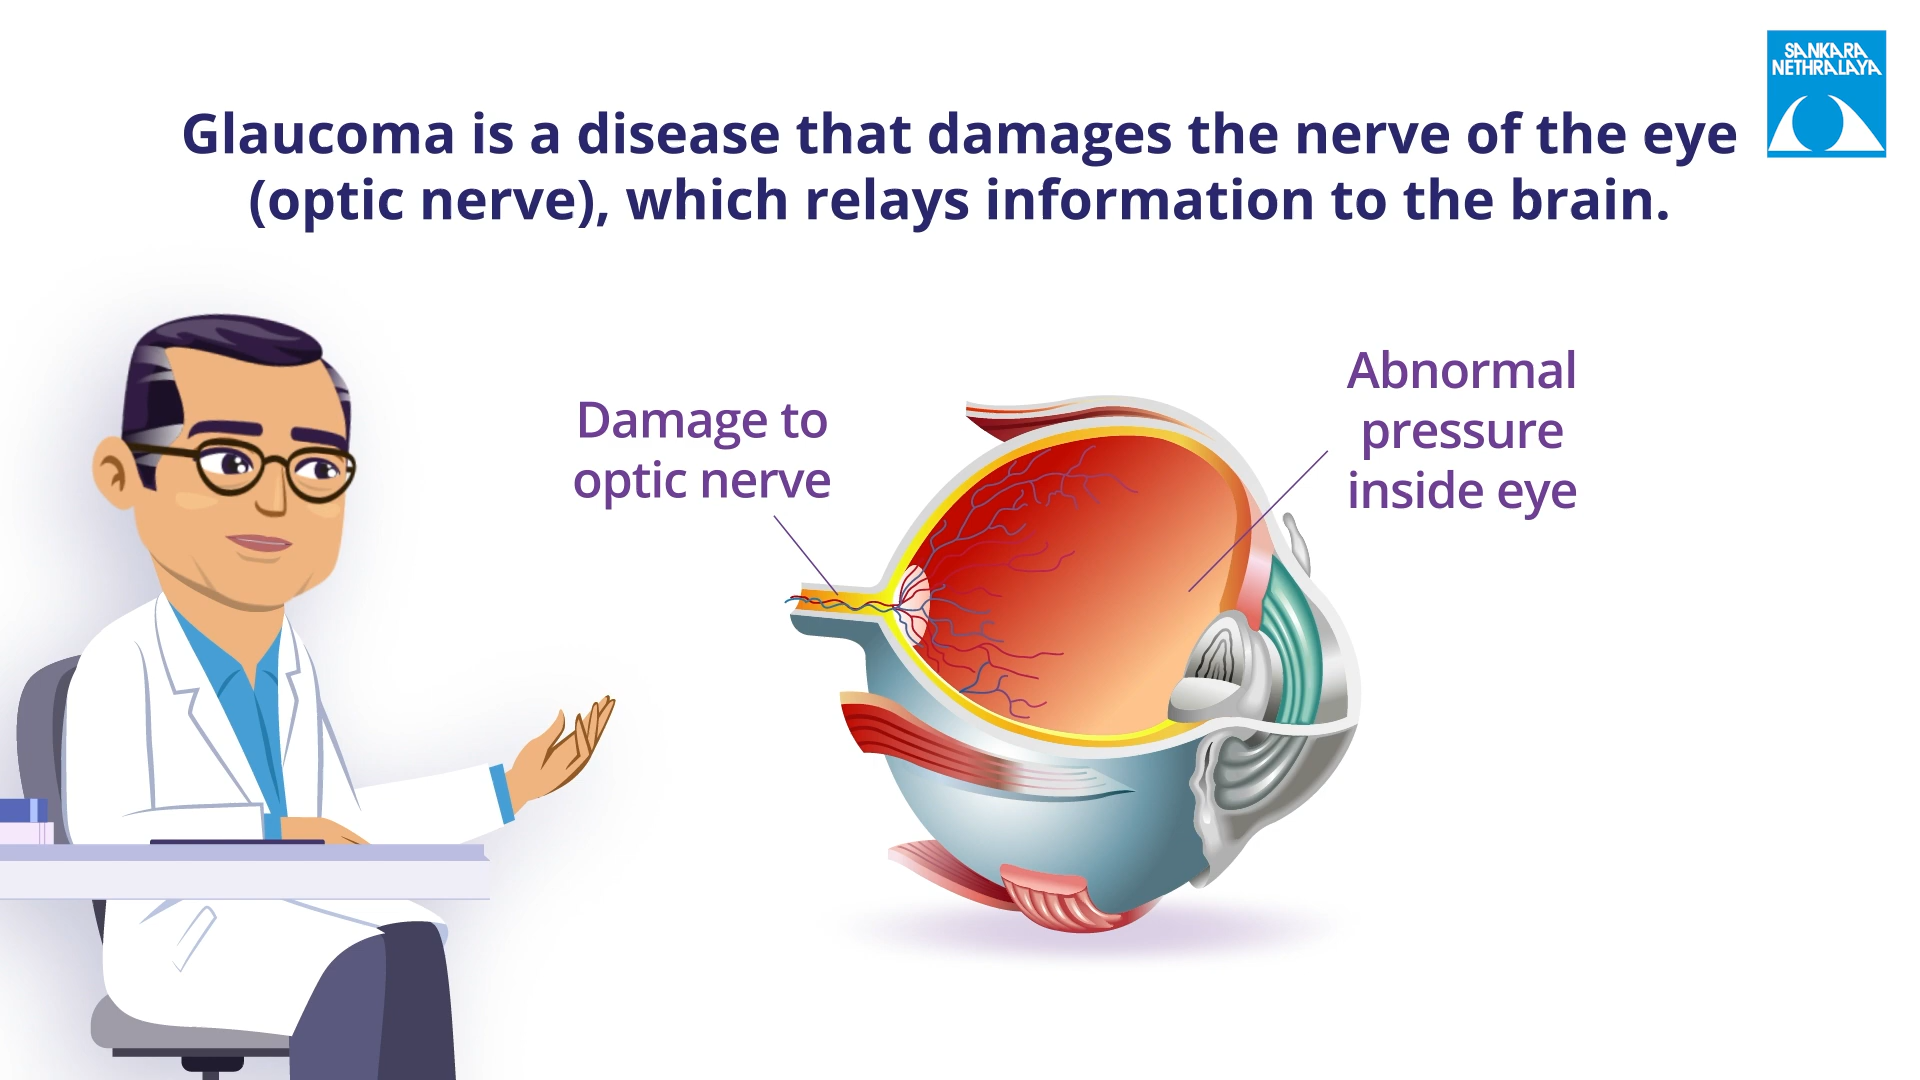 SANKARA
NETHRALAYA
Glaucoma is a disease that damages the nerve of the eye
(optic nerve), which relays information to the brain.
Damage to
optic nerve
Abnormal
pressure
inside eye